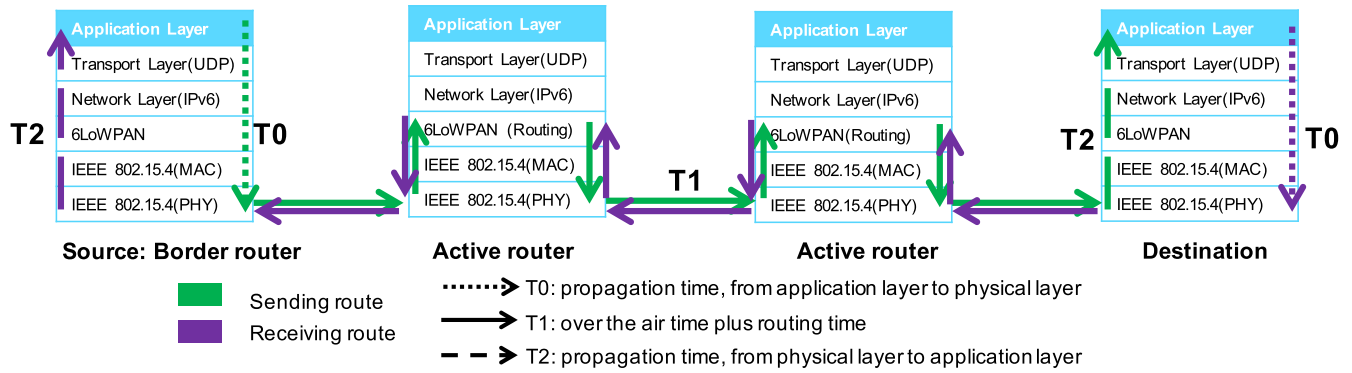 Application Layer
Transport Layer(UDP)
Network Layer(IPv6)
6LoWPAN
IEEE 802.15.4(MAC)
IEEE 802.15.4(PHY)
T2
T0
Source: Border router
Application Layer
Transport Layer(UDP)
Network Layer(IPv6)
6LoWPAN (Routing)
IEEE 802.15.4(MAC)
IEEE 802.15.4(PHY)
Active router
T1
Application Layer
Transport Layer(UDP)
Network Layer(IPv6)
6LoWPAN(Routing)
IEEE 802.15.4(MAC)
IEEE 802.15.4(PHY)
Active router
Application Layer
Transport Layer(UDP)
Network Layer(IPv6)
6LoWPAN
IEEE 802.15.4(MAC)
IEEE 802.15.4(PHY)
T2
T0
Destination
Sending route
Receiving route
T0: propagation time, from application layer to physical layer
T1: over the air time plus routing time
T2: propagation time, from physical layer to application layer